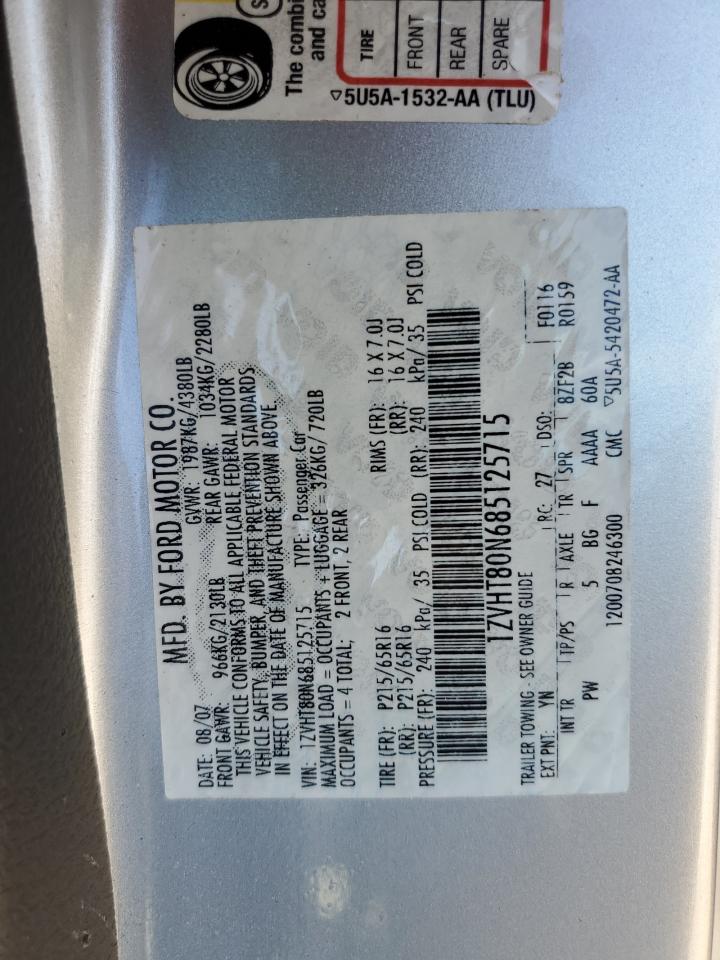 The combi
and ca
TIRE
FRONT
REAR
SPARE
5U5A-1532-AA (TLU)
MFD. BY FORD MOTOR CO.
DATE: 08/07 GVWR: 1987KG/4380LB
FRONT GAWR: 966KG/2130LB REAR GAWR: 1034KG/2280LB
THIS VEHICLE CONFORMS TO ALL APPLICABLE FEDERAL MOTOR
VEHICLE SAFETY, BUMPER, AND THEFT PREVENTION STANDARDS
IN EFFECT ON THE DATE OF MANUFACTURE SHOWN ABOVE.
VIN: 1ZVHT80N685125715 TYPE: Passenger Car
MAXIMUM LOAD = OCCUPANTS + LUGGAGE = 326KG/720LB
OCCUPANTS = 4 TOTAL; 2 FRONT, 2 REAR
TIRE (FR): P215/65R16 RIMS (FR): 16 X 7.0J
(RR): P215/65R16 (RR): 16 X 7.0J
PRESSURE (FR): 240 kPa/ 35 PSI COLD (RR): 240 kPa/ 35 PSI COLD
1ZVHT80N685125715
TRAILER TOWING - SEE OWNER GUIDE
EXT PNT: YN RC: 27 DSO: F0116
R0159
INT TR TP/PS R AXLE TR SPR 8ZF2B
PW 5 BG F AAAA 60A
1200708246300 CMC 5U5A-5420472-AA